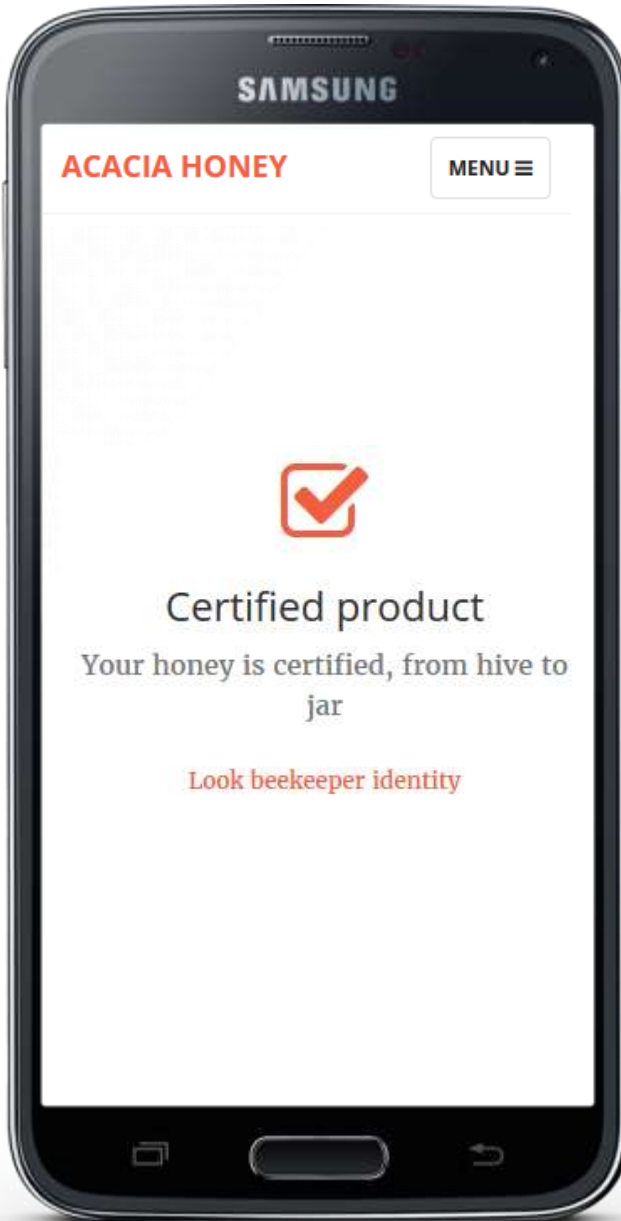 SAMSUNG
ACACIA HONEY
MENU
Certified product
Your honey is certified, from hive to
jar
Look beekeeper identity